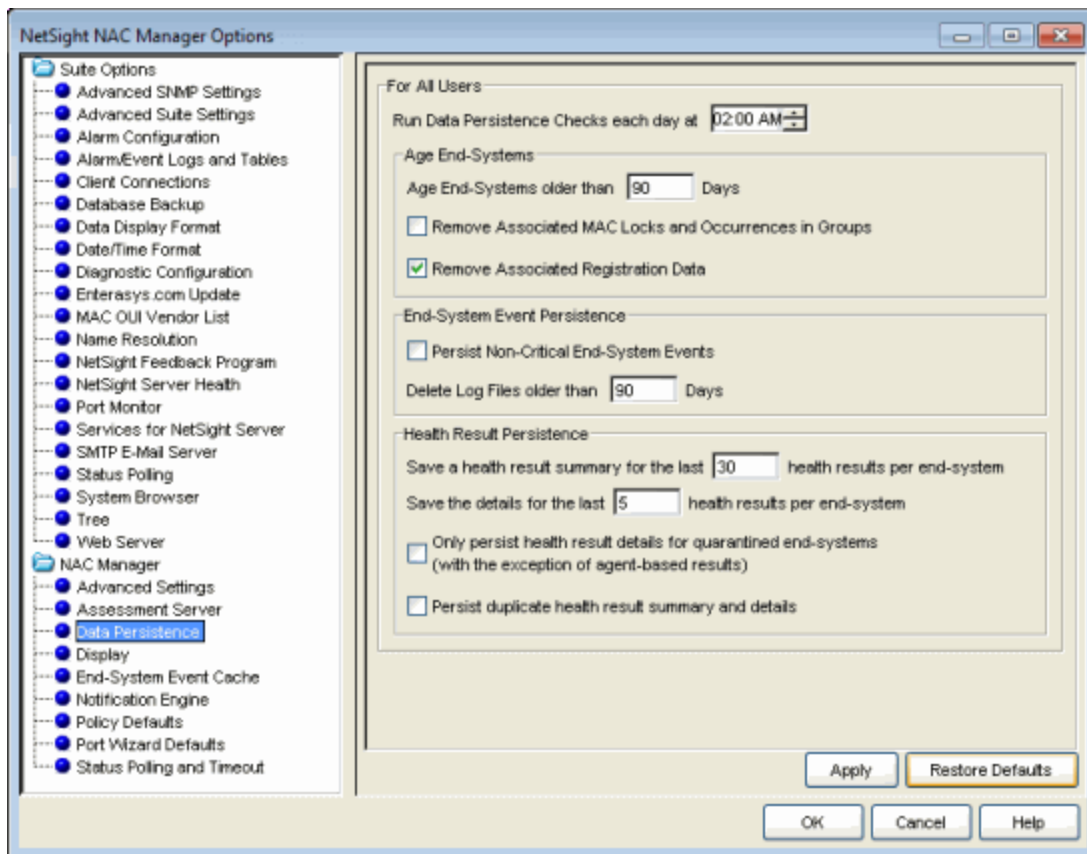 NetSight NAC Manager Options
Suite Options
Advanced SNMP Settings
Advanced Suite Settings
Alarm Configuration
Alarm/Event Logs and Tables
Client Connections
Database Backup
Data Display Format
Date/Time Format
Diagnostic Configuration
Enterasys.com Update
MAC OUI Vendor List
Name Resolution
NetSight Feedback Program
NetSight Server Health
Port Monitor
Services for NetSight Server
SMTP E-Mail Server
Status Polling
System Browser
Tree
Web Server
NAC Manager
Advanced Settings
Assessment Server
Data Persistence
Display
End-System Event Cache
Notification Engine
Policy Defaults
Port Wizard Defaults
Status Polling and Timeout
For All Users
Run Data Persistence Checks each day at 02:00 AM
Age End-Systems
Age End-Systems older than 90 Days
Remove Associated MAC Locks and Occurrences in Groups
Remove Associated Registration Data
End-System Event Persistence
Persist Non-Critical End-System Events
Delete Log Files older than 90 Days
Health Result Persistence
Save a health result summary for the last 30 health results per end-system
Save the details for the last 5 health results per end-system
Only persist health result details for quarantined end-systems
(with the exception of agent-based results)
Persist duplicate health result summary and details
Apply Restore Defaults
OK Cancel Help